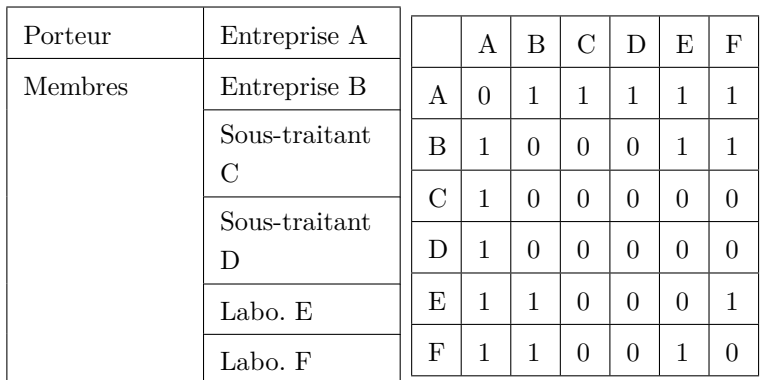 Porteur Entreprise A
Membres Entreprise B
Sous-traitant
C
Sous-traitant
D
Labo. E
Labo. F
A B C D E F
A 0 1 1 1 1 1
B 1 0 0 0 1 1
C 1 0 0 0 0 0
D 1 0 0 0 0 0
E 1 1 0 0 0 1
F 1 1 0 0 1 0